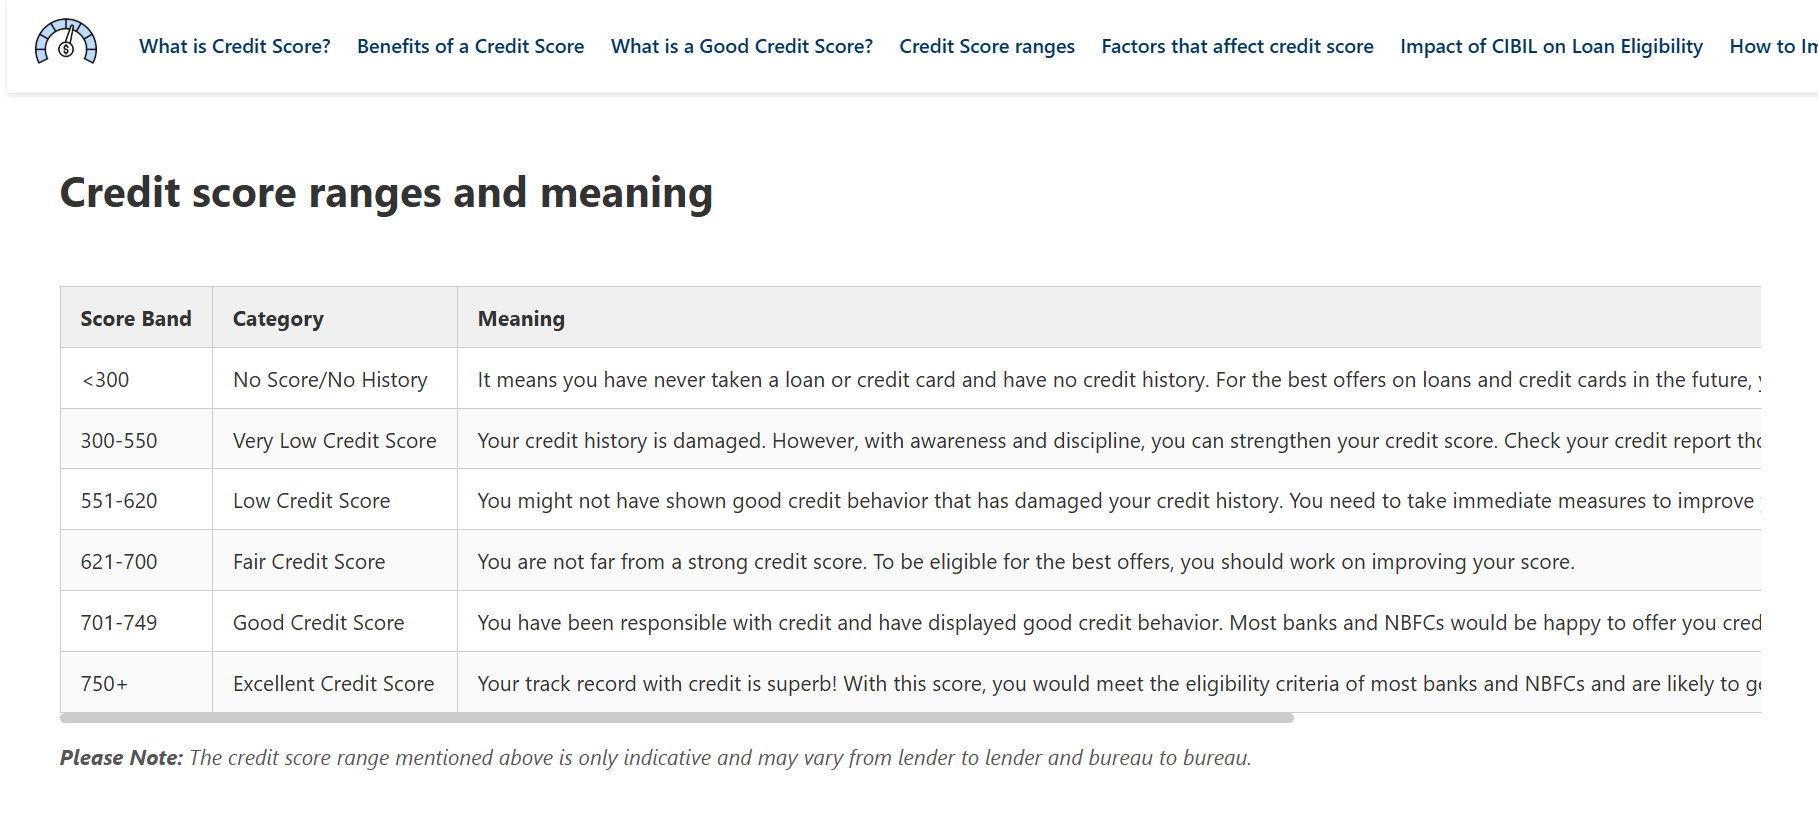 What is Credit Score? Benefits of a Credit Score What is a Good Credit Score? Credit Score ranges Factors that affect credit score Impact of CIBIL on Loan Eligibility How to
Credit score ranges and meaning
Score Band Category Meaning
<300 No Score/No History It means you have never taken a loan or credit card and have no credit history. For the best offers on loans and credit cards in the future,
300-550 Very Low Credit Score Your credit history is damaged. However, with awareness and discipline, you can strengthen your credit score. Check your credit report
551-620 Low Credit Score You might not have shown good credit behavior that has damaged your credit history. You need to take immediate measures to improve
621-700 Fair Credit Score You are not far from a strong credit score. To be eligible for the best offers, you should work on improving your score.
701-749 Good Credit Score You have been responsible with credit and have displayed good credit behavior. Most banks and NBFCs would be happy to offer you
750+ Excellent Credit Score Your track record with credit is superb! With this score, you would meet the eligibility criteria of most banks and NBFCs and are likely to
Please Note: The credit score range mentioned above is only indicative and may vary from lender to lender and bureau to bureau.